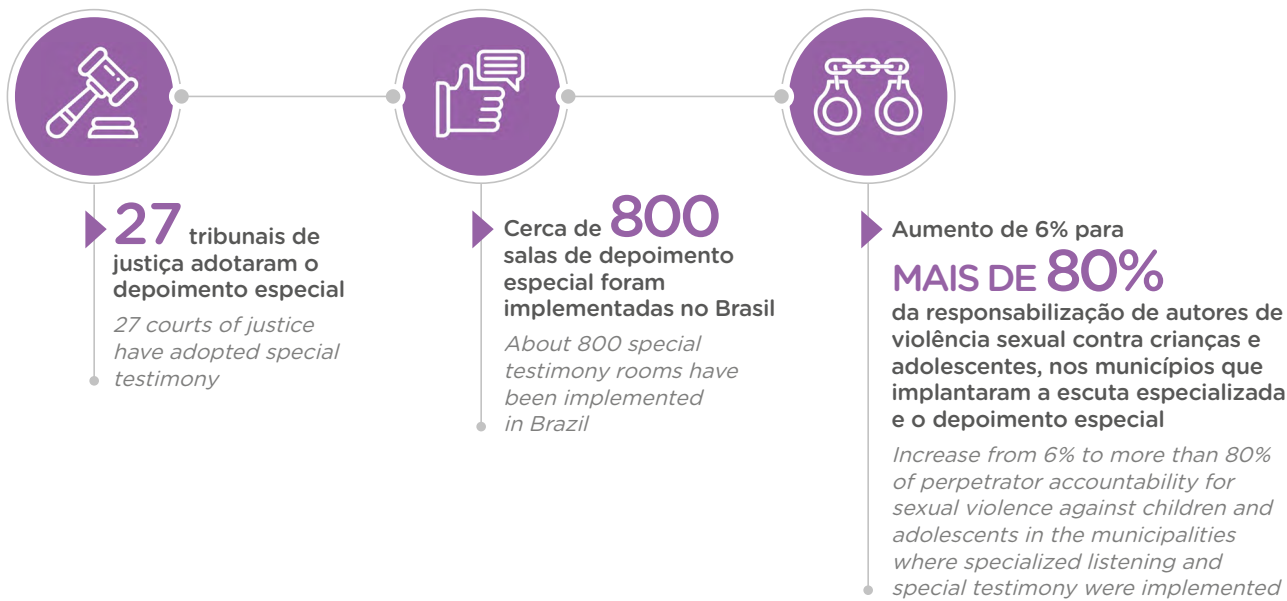 27 tribunais de
justiça adotaram o
depoimento especial
27 courts of justice
have adopted special
testimony
Cerca de 800
salas de depoimento
especial foram
implementadas no Brasil
About 800 special
testimony rooms have
been implemented
in Brazil
Aumento de 6% para
MAIS DE 80%
da responsabilização de autores de
violência sexual contra crianças e
adolescentes, nos municípios que
implantaram a escuta especializada
e o depoimento especial
Increase from 6% to more than 80%
of perpetrator accountability for
sexual violence against children and
adolescents in the municipalities
where specialized listening and
special testimony were implemented